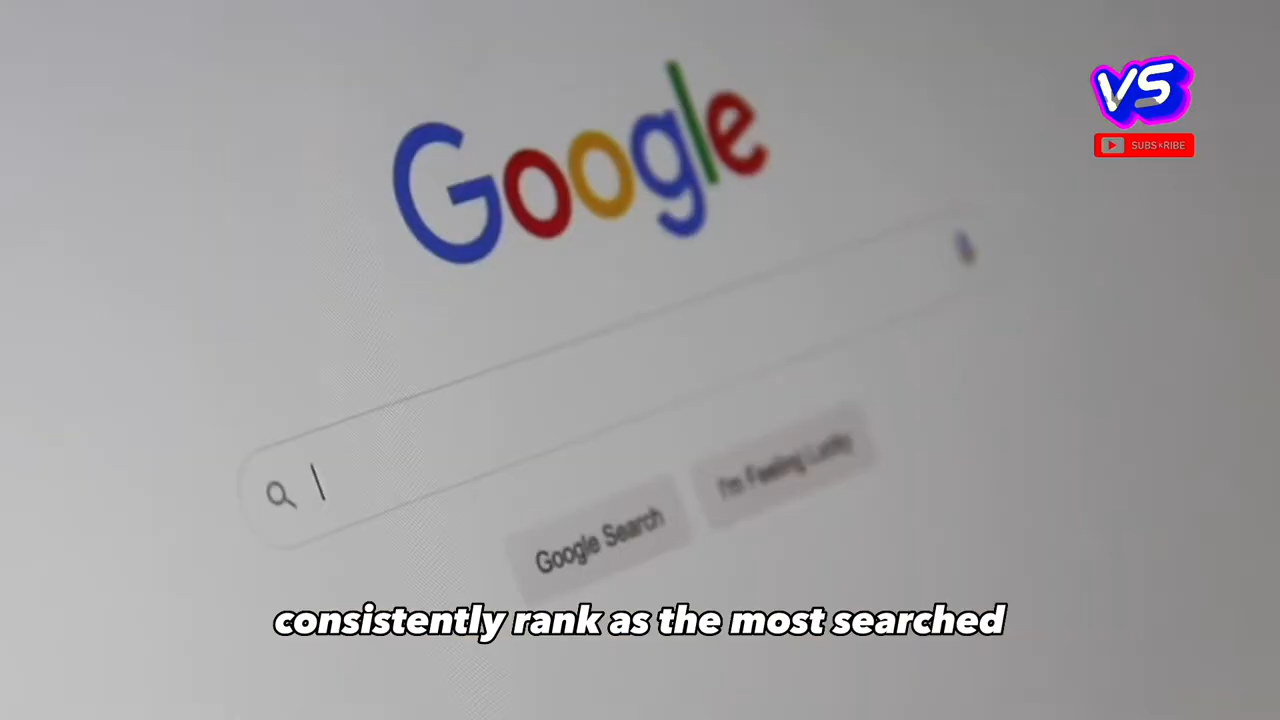 Google
VS
SUBSCRIBE
Google Search
I'm Feeling Lucky
consistently rank as the most searched